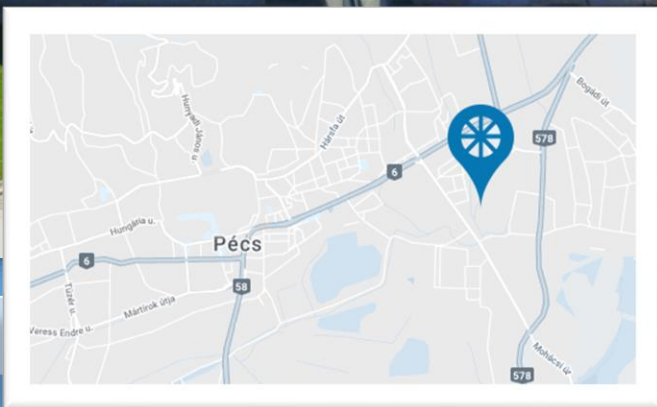 Bogádi út
Hunyadi János u.
Hársfa út
578
6
Hungária u.
Pécs
6
Tüzér u.
58
Mártírok útja
Veress Endre u.
Mohácsi út
578